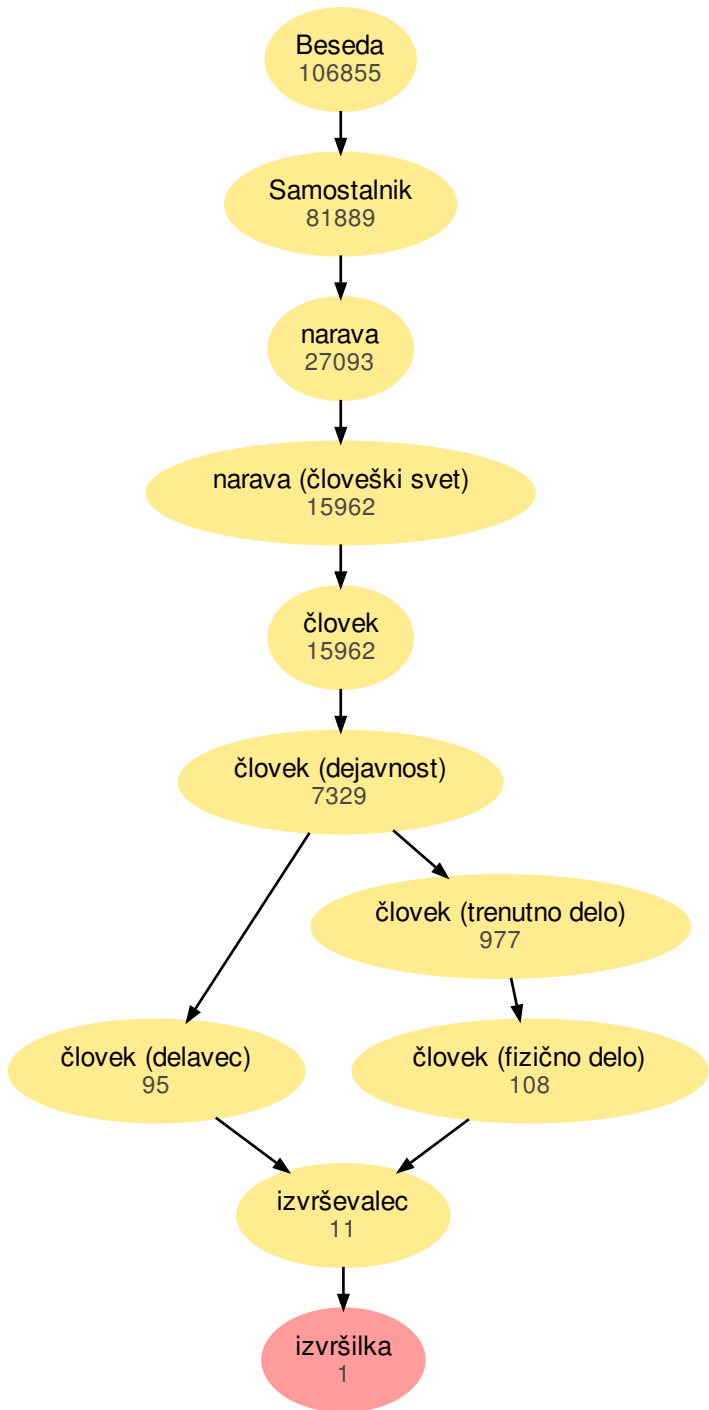 Beseda
106855
Samostalnik
81889
narava
27093
narava (človeški svet)
15962
človek
15962
človek (dejavnost)
7329
človek (trenutno delo)
977
človek (delavec)
95
človek (fizično delo)
108
izvrševalec
11
izvršilka
1